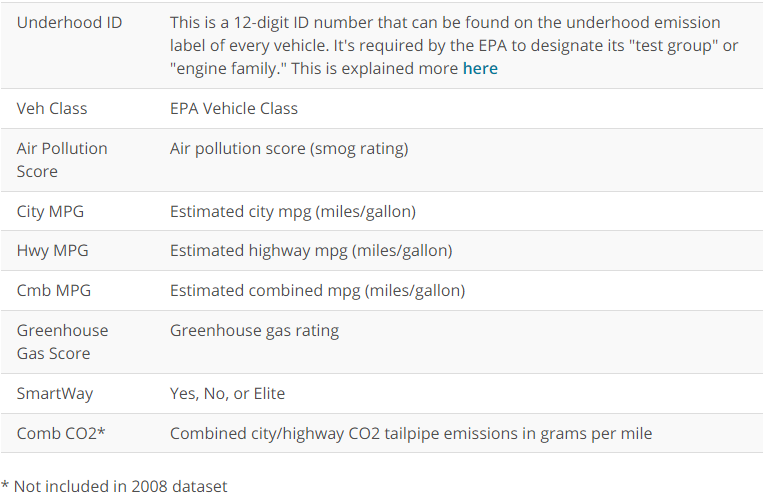 Underhood ID
This is a 12-digit ID number that can be found on the underhood emission
label of every vehicle. It's required by the EPA to designate its "test group" or
"engine family." This is explained more here
Veh Class
EPA Vehicle Class
Air Pollution
Score
Air pollution score (smog rating)
City MPG
Estimated city mpg (miles/gallon)
Hwy MPG
Estimated highway mpg (miles/gallon)
Cmb MPG
Estimated combined mpg (miles/gallon)
Greenhouse
Gas Score
Greenhouse gas rating
SmartWay
Yes, No, or Elite
Comb CO2*
Combined city/highway CO2 tailpipe emissions in grams per mile
* Not included in 2008 dataset